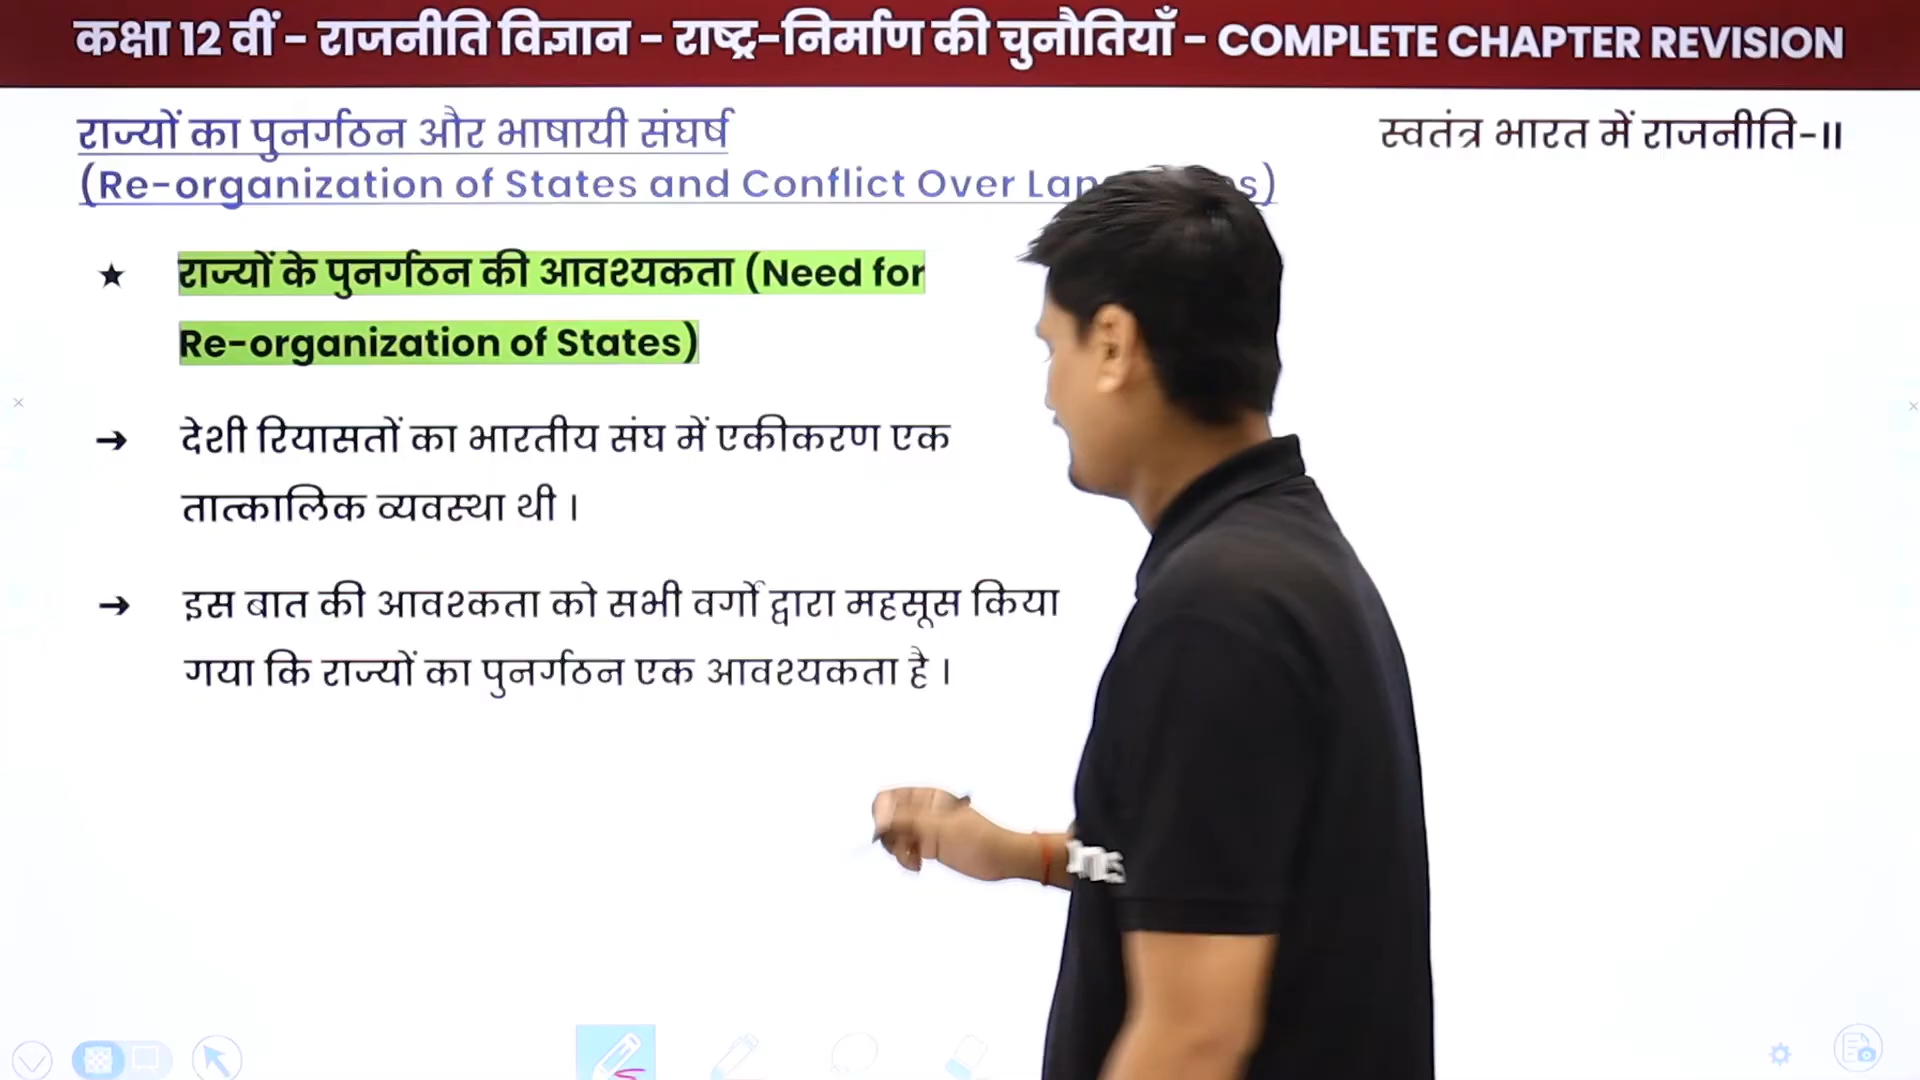 कक्षा 12 वीं - राजनीति विज्ञान - राष्ट्र-निर्माण की चुनौतियाँ - COMPLETE CHAPTER REVISION
राज्यों का पुनर्गठन और भाषायी संघर्ष
स्वतंत्र भारत में राजनीति-II
(Re-organization of States and Conflict Over
★ राज्यों के पुनर्गठन की आवश्यकता (Need for
Re-organization of States)
➔ देशी रियासतों का भारतीय संघ में एकीकरण एक
तात्कालिक व्यवस्था थी ।
➔ इस बात की आवश्कता को सभी वर्गों द्वारा महसूस किया
गया कि राज्यों का पुनर्गठन एक आवश्यकता है ।